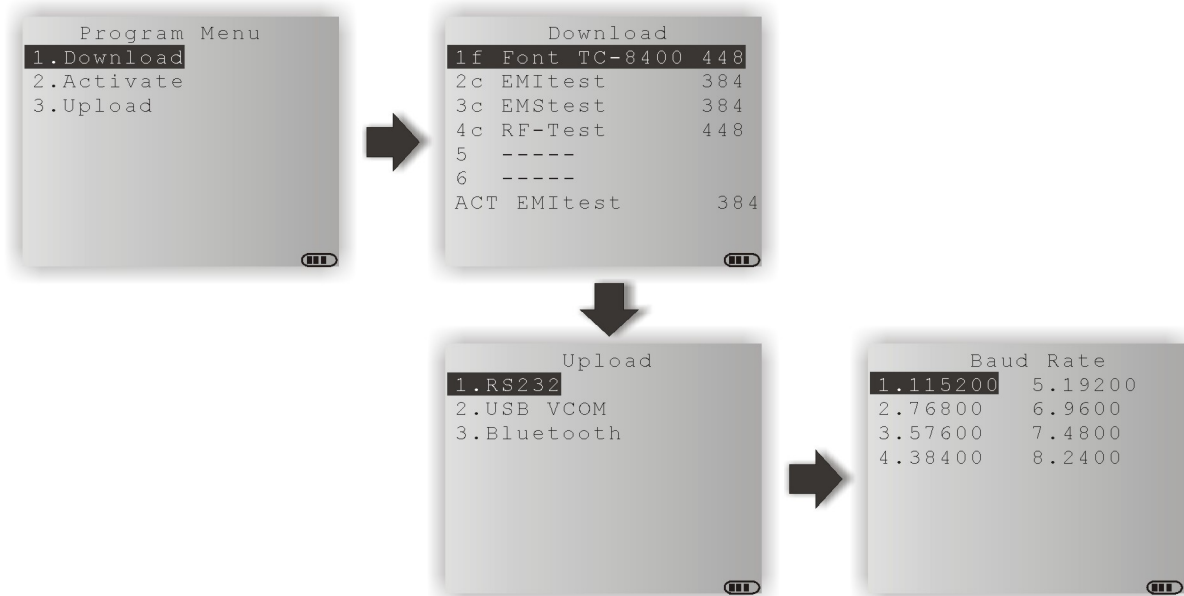 Program Menu
1.Download
2.Activate
3.Upload
Download
1f Font TC-8400 448
2c EMItest 384
3c EMStest 384
4c RF-Test 448
5 -----
6 -----
ACT EMItest 384
Upload
1.RS232
2.USB VCOM
3.Bluetooth
Baud Rate
1.115200 5.19200
2.76800 6.9600
3.57600 7.4800
4.38400 8.2400